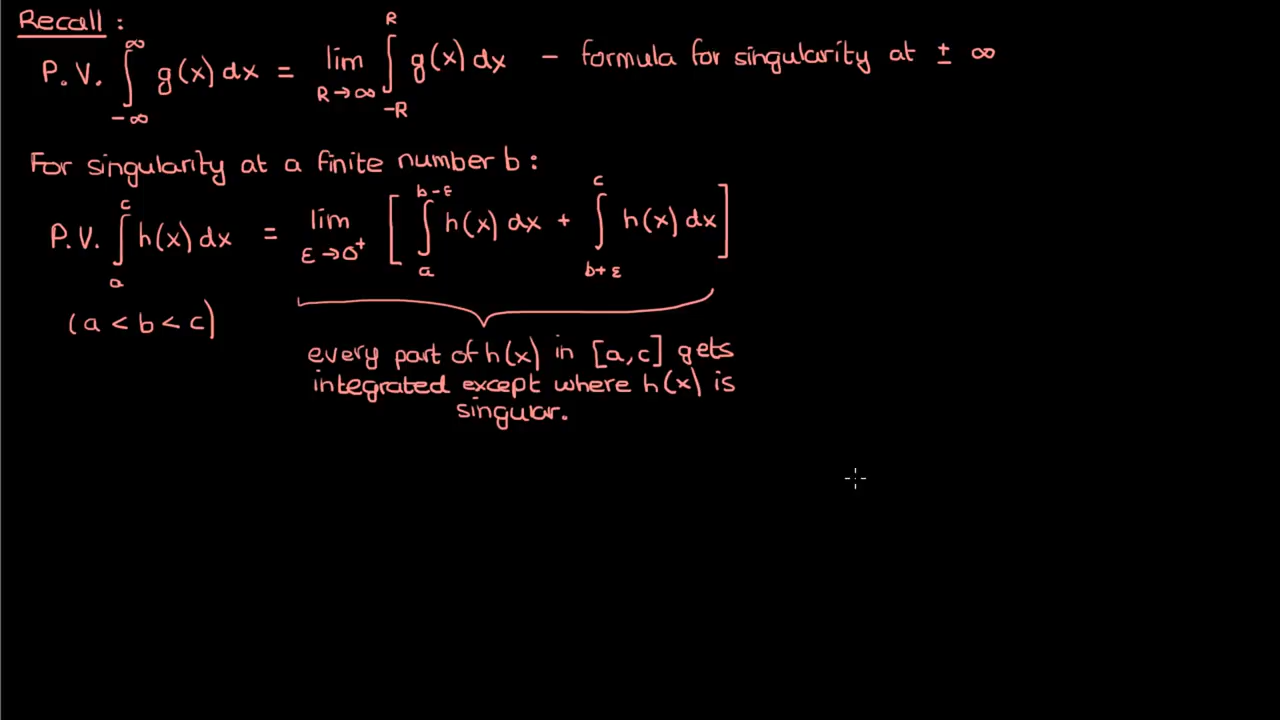 Recall :
P.V. ∫_{-∞}^{∞} g(x) dx = lim_{R→∞} ∫_{-R}^{R} g(x) dx – formula for singularity at ± ∞
For singularity at a finite number b :
P.V. ∫_{a}^{c} h(x) dx = lim_{ε→0⁺} [ ∫_{a}^{b-ε} h(x) dx + ∫_{b+ε}^{c} h(x) dx ]
(a < b < c)
every part of h(x) in [a,c] gets
integrated except where h(x) is
singular.